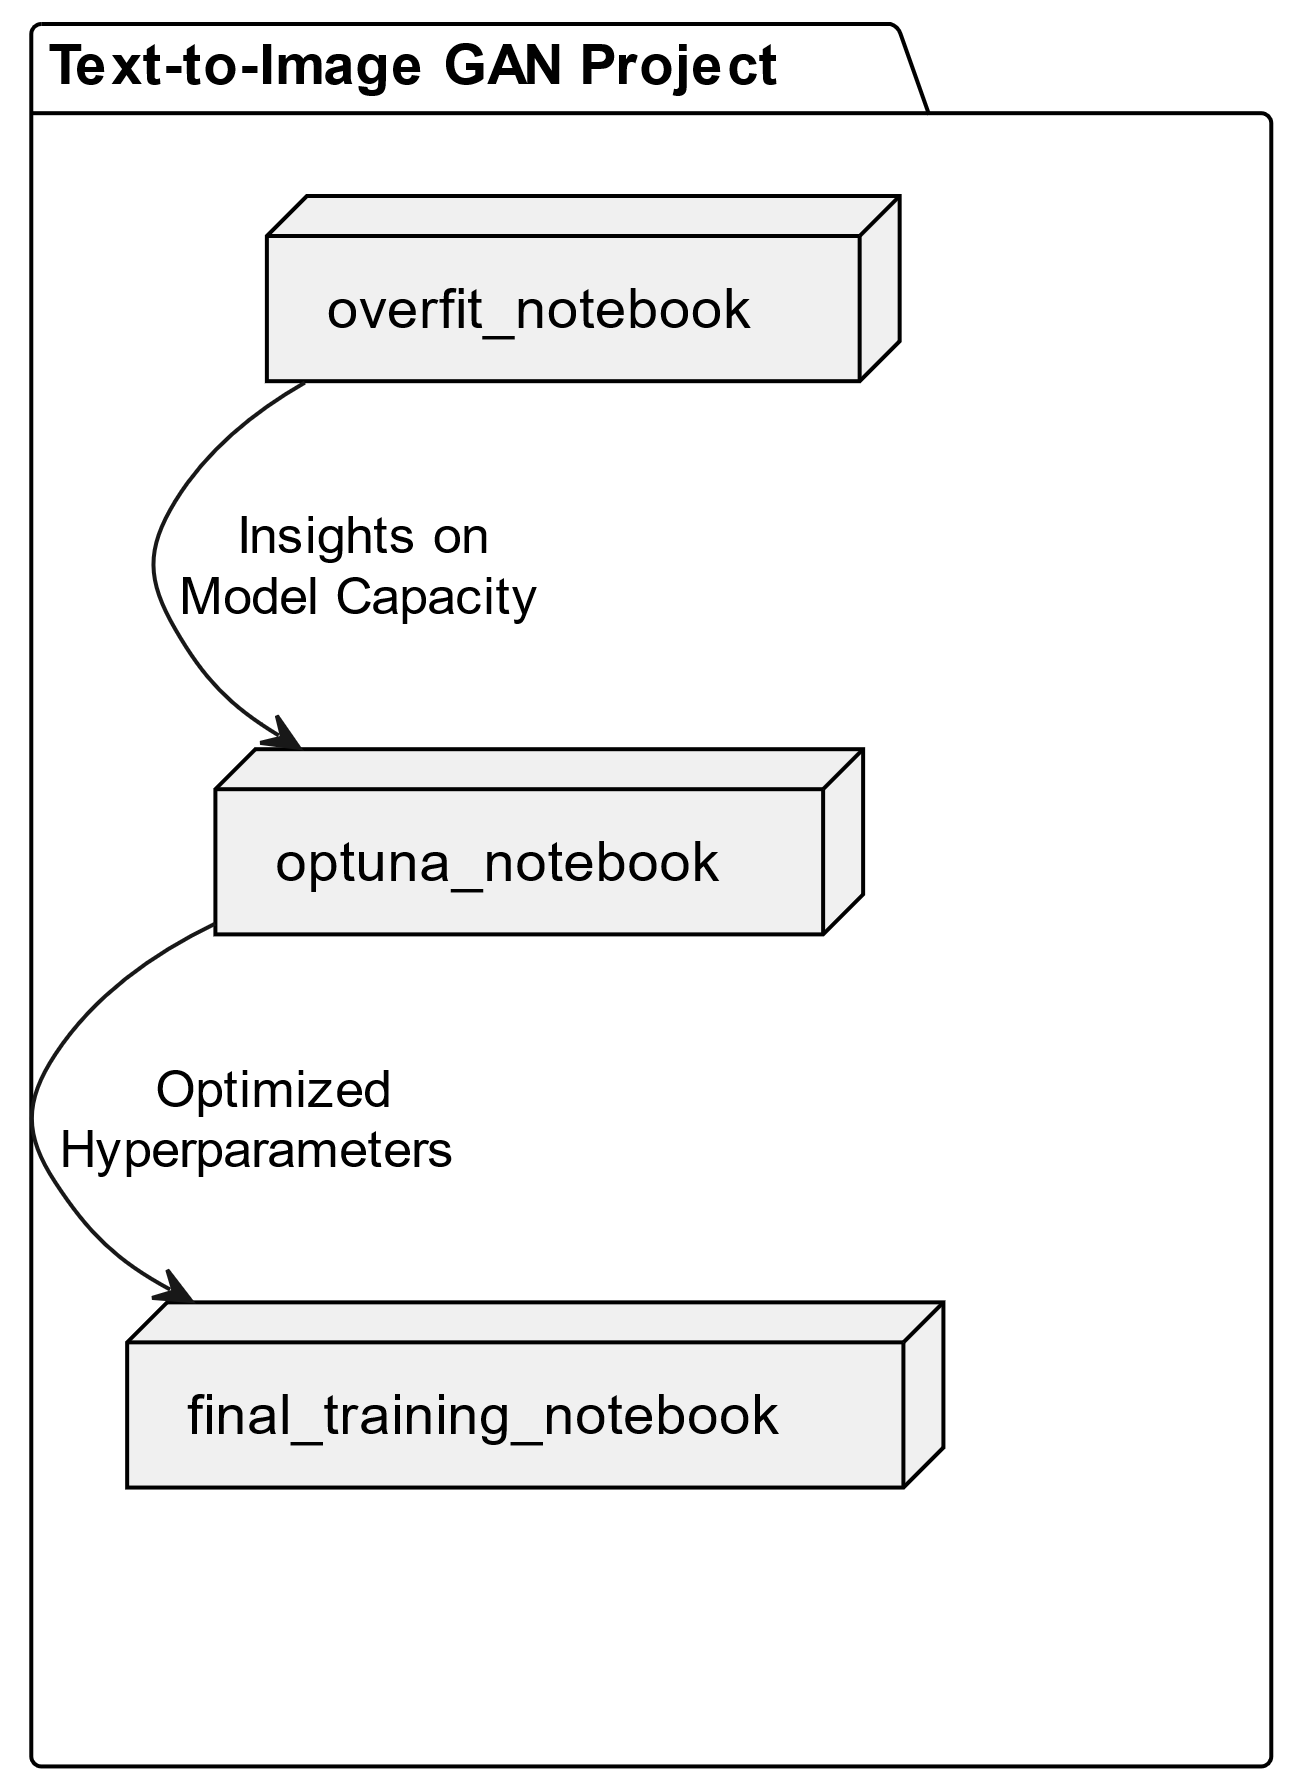 Text-to-Image GAN Project
overfit_notebook
Insights on
Model Capacity
optuna_notebook
Optimized
Hyperparameters
final_training_notebook